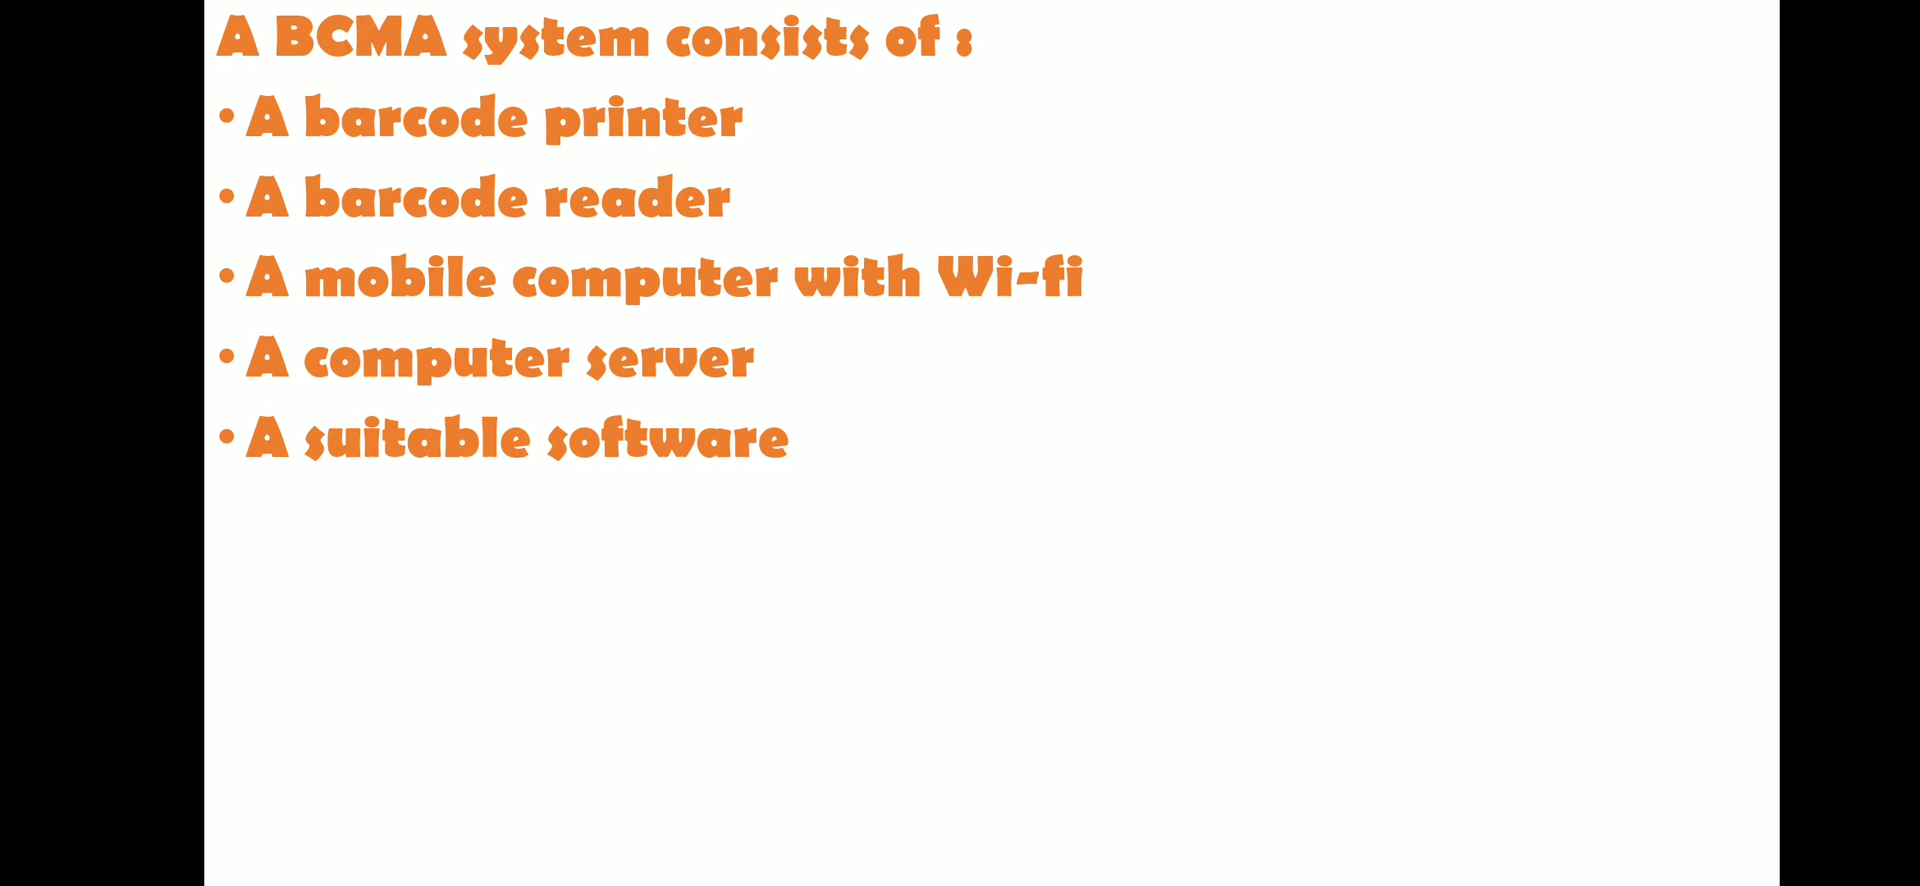 A BCMA system consists of :
• A barcode printer
• A barcode reader
• A mobile computer with Wi-fi
• A computer server
• A suitable software